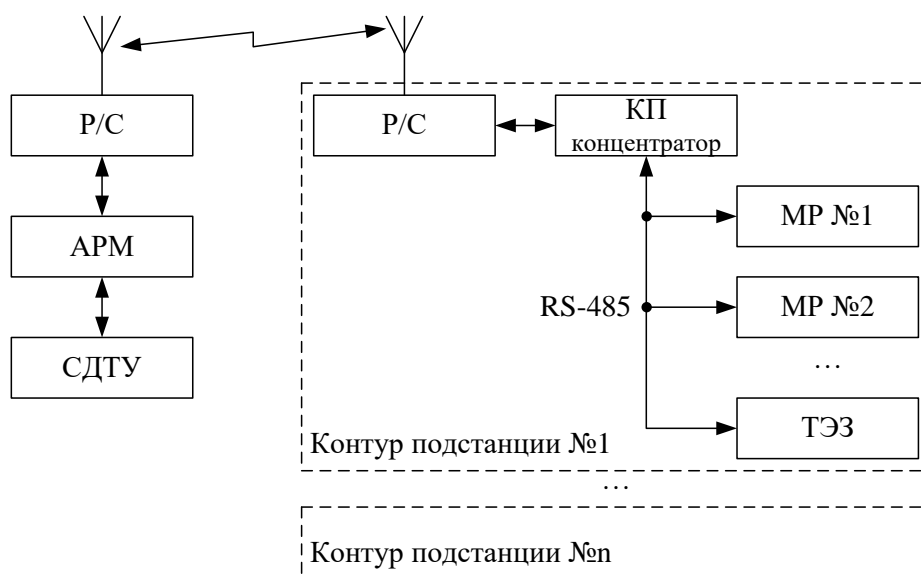 Р/С
АРМ
СДТУ
Р/С
КП
концентратор
МР №1
МР №2
RS-485
...
ТЭЗ
Контур подстанции №1
...
Контур подстанции №n